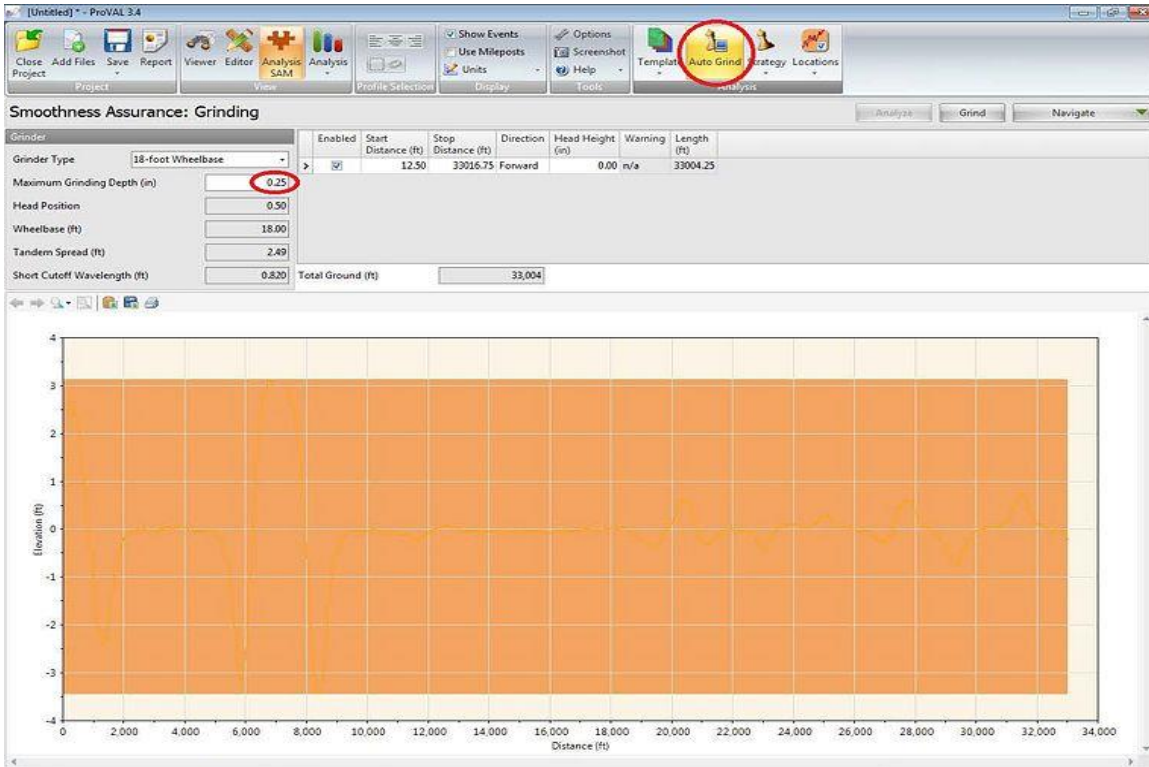 [Untitled] * - ProVAL 3.4
Close Project Add Files Save Report Viewer Editor Analysis SAM Analysis
Show Events
Use Mileposts
Units
Options
Screenshot
Help
Template Auto Grind Strategy Locations
Project View Profile Selection Display Tools Analysis
Smoothness Assurance: Grinding
Analyze Grind Navigate
Grinder
Grinder Type 18-foot Wheelbase
Maximum Grinding Depth (in) 0.25
Head Position 0.50
Wheelbase (ft) 18.00
Tandem Spread (ft) 2.49
Short Cutoff Wavelength (ft) 0.820
Enabled Start Distance (ft) Stop Distance (ft) Direction Head Height (in) Warning Length (ft)
12.50 33016.75 Forward 0.00 n/a 33004.25
Total Ground (ft) 33,004
4
3
2
1
0
-1
-2
-3
-4
Elevation (ft)
0 2,000 4,000 6,000 8,000 10,000 12,000 14,000 16,000 18,000 20,000 22,000 24,000 26,000 28,000 30,000 32,000 34,000
Distance (ft)